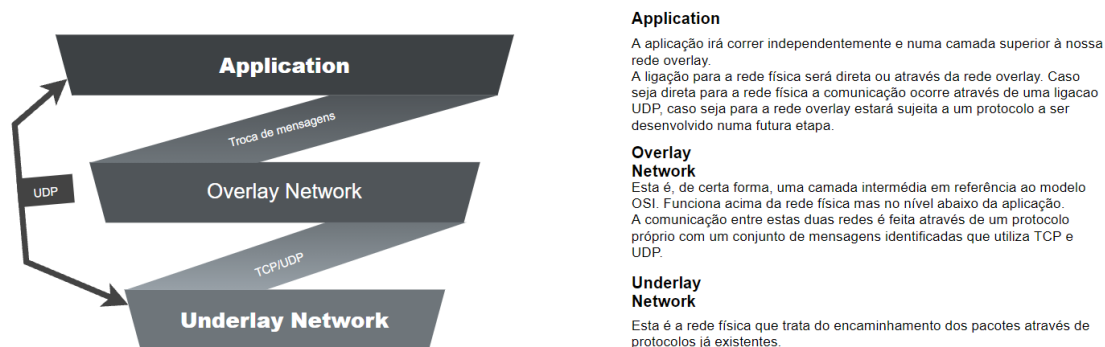 Application
Troca de mensagens
UDP
Overlay Network
TCP/UDP
Underlay Network
Application
A aplicação irá correr independentemente e numa camada superior à nossa
rede overlay.
A ligação para a rede física será direta ou através da rede overlay. Caso
seja direta para a rede física a comunicação ocorre através de uma ligacao
UDP, caso seja para a rede overlay estará sujeita a um protocolo a ser
desenvolvido numa futura etapa.
Overlay
Network
Esta é, de certa forma, uma camada intermédia em referência ao modelo
OSI. Funciona acima da rede física mas no nível abaixo da aplicação.
A comunicação entre estas duas redes é feita através de um protocolo
próprio com um conjunto de mensagens identificadas que utiliza TCP e
UDP.
Underlay
Network
Esta é a rede física que trata do encaminhamento dos pacotes através de
protocolos já existentes.